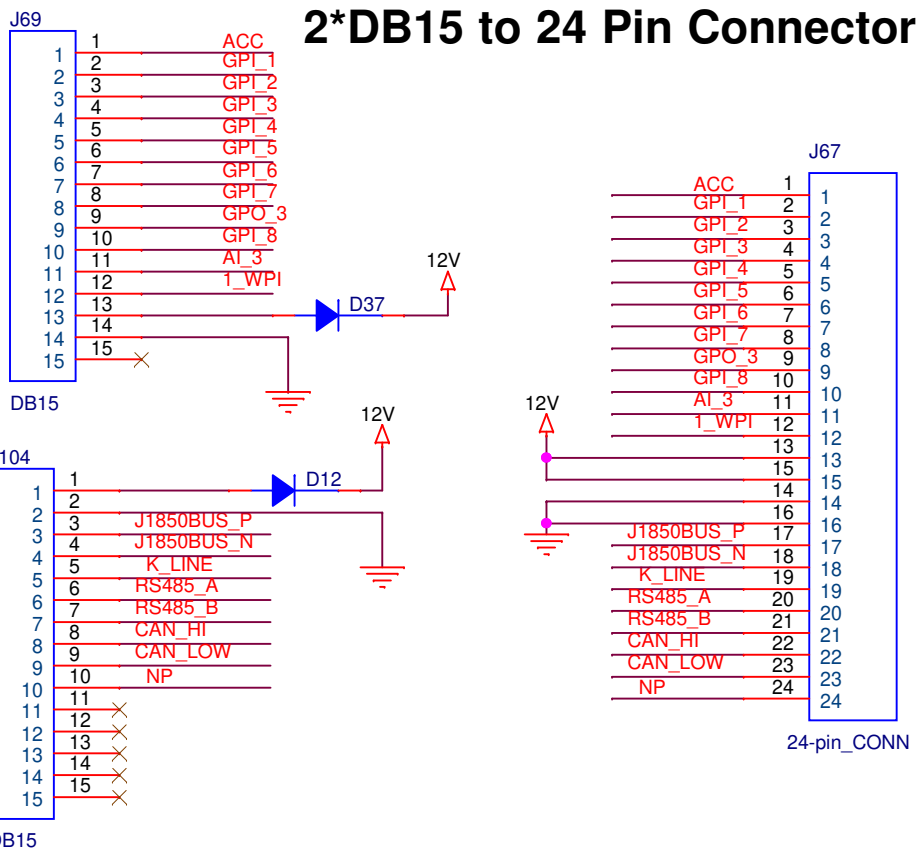 2*DB15 to 24 Pin Connector
J69
1 1 ACC
2 2 GPI_1
3 3 GPI_2
4 4 GPI_3
5 5 GPI_4
6 6 GPI_5
7 7 GPI_6
8 8 GPI_7
9 9 GPO_3
10 10 GPI_8
11 11 AI_3
12 12 1_WPI
13 13 D37 12V
14 14
15 15
DB15
104
1 1 D12 12V
2 2
3 3 J1850BUS_P
4 4 J1850BUS_N
5 5 K_LINE
6 6 RS485_A
7 7 RS485_B
8 8 CAN_HI
9 9 CAN_LOW
10 10 NP
11 11
12 12
13 13
14 14
15 15
DB15
J67
ACC 1 1
GPI_1 2 2
GPI_2 3 3
GPI_3 4 4
GPI_4 5 5
GPI_5 6 6
GPI_6 7 7
GPI_7 8 8
GPO_3 9 9
GPI_8 10 10
AI_3 11 11
1_WPI 12 12
12V 13 13
15 15
14 14
16 16
J1850BUS_P 17 17
J1850BUS_N 18 18
K_LINE 19 19
RS485_A 20 20
RS485_B 21 21
CAN_HI 22 22
CAN_LOW 23 23
NP 24 24
24-pin_CONN